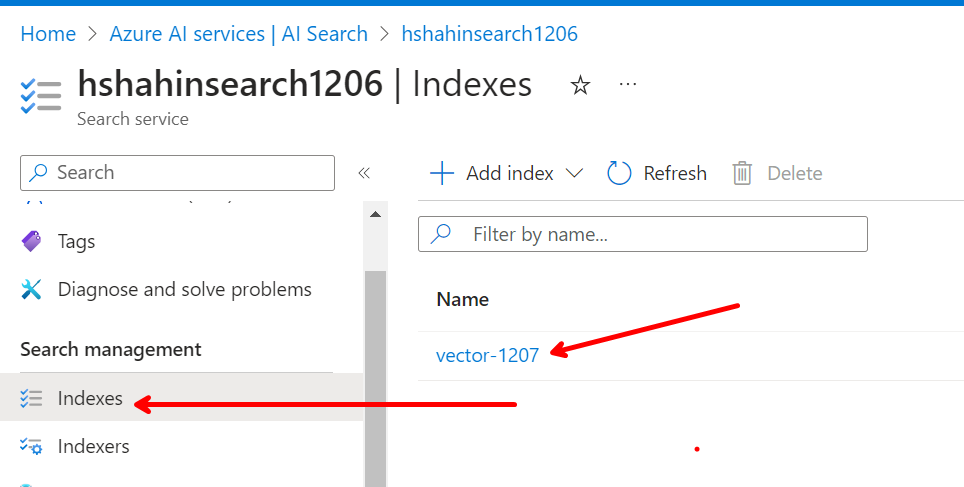 Home > Azure AI services | AI Search > hshahinsearch1206
hshahinsearch1206 | Indexes
Search service
Search
Add index
Refresh
Delete
Tags
Diagnose and solve problems
Search management
Indexes
Indexers
Filter by name...
Name
vector-1207